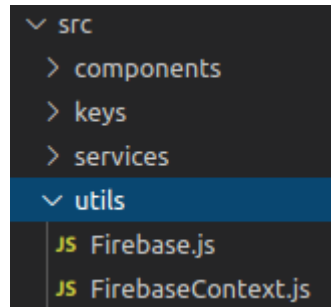 src
components
keys
services
utils
JS Firebase.js
JS FirebaseContext.js